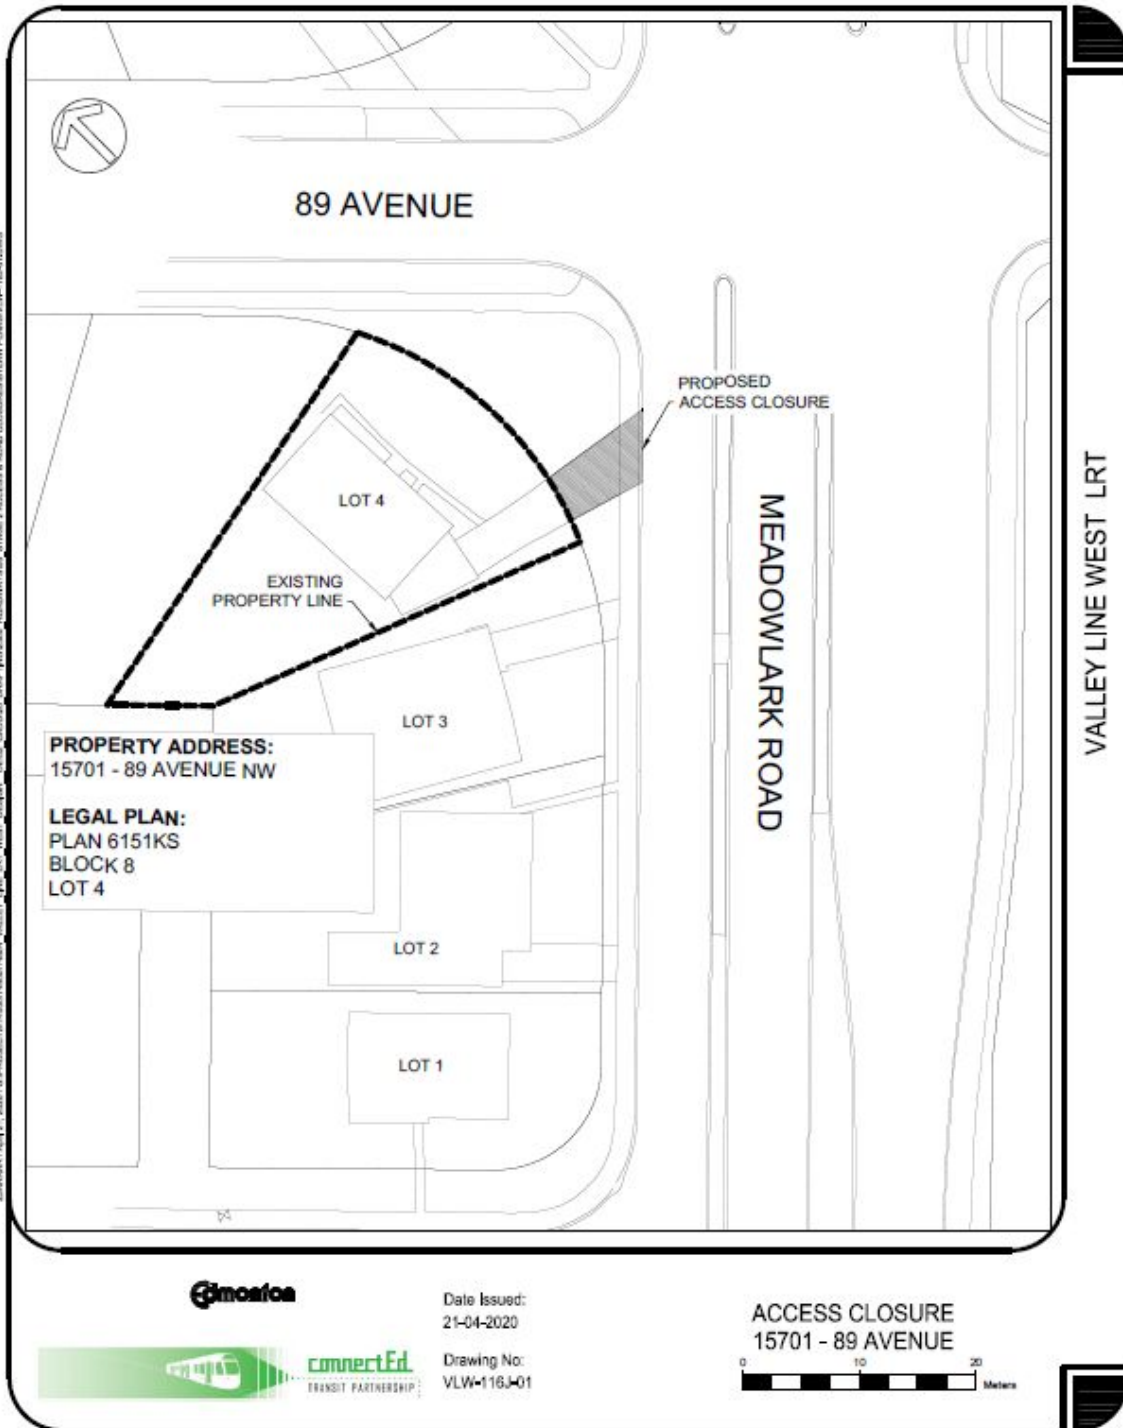 89 AVENUE
PROPOSED
ACCESS CLOSURE
LOT 4
EXISTING
PROPERTY LINE
MEADOWLARK ROAD
VALLEY LINE WEST LRT
LOT 3
PROPERTY ADDRESS:
15701 - 89 AVENUE NW
LEGAL PLAN:
PLAN 6151KS
BLOCK 8
LOT 4
LOT 2
LOT 1
Edmonton
connectEd
TRANSIT PARTNERSHIP
Date Issued:
21-04-2020
Drawing No:
VLW-116J-01
ACCESS CLOSURE
15701 - 89 AVENUE
0 10 20
Meters